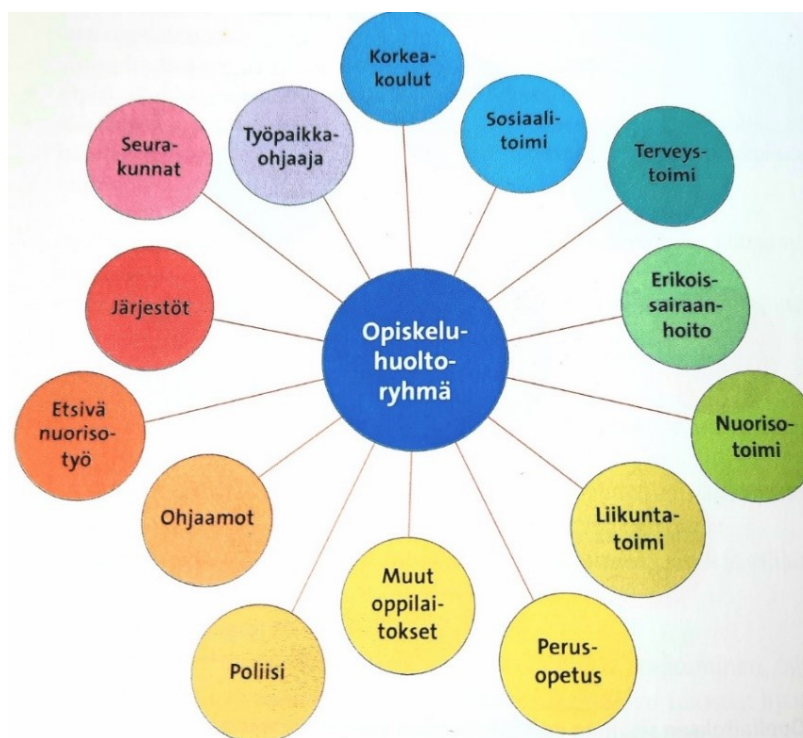 Korkea-
koulut
Sosiaali-
toimi
Terveys-
toimi
Erikois-
sairaan-
hoito
Nuoriso-
toimi
Liikunta-
toimi
Perus-
opetus
Muut
oppilai-
tokset
Poliisi
Ohjaamot
Etsivä
nuoriso-
työ
Järjestöt
Seura-
kunnat
Työpaikka-
ohjaaja
Opiskelu-
huolto-
ryhmä